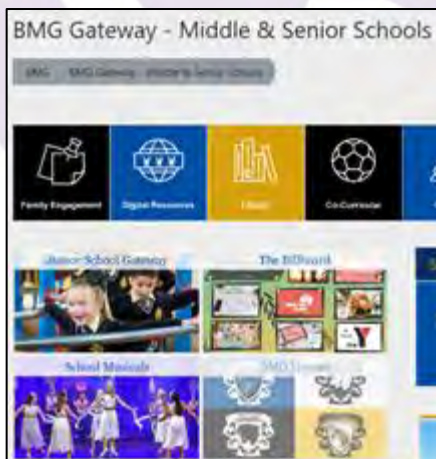 BMG Gateway - Middle & Senior Schools
BMG BMG Gateway - Middle & Senior Schools
Family Engagement
Digital Resources
Library
Co-Curricular
Junior School Gateway
The Billboard
School Musicals
BMG Houses